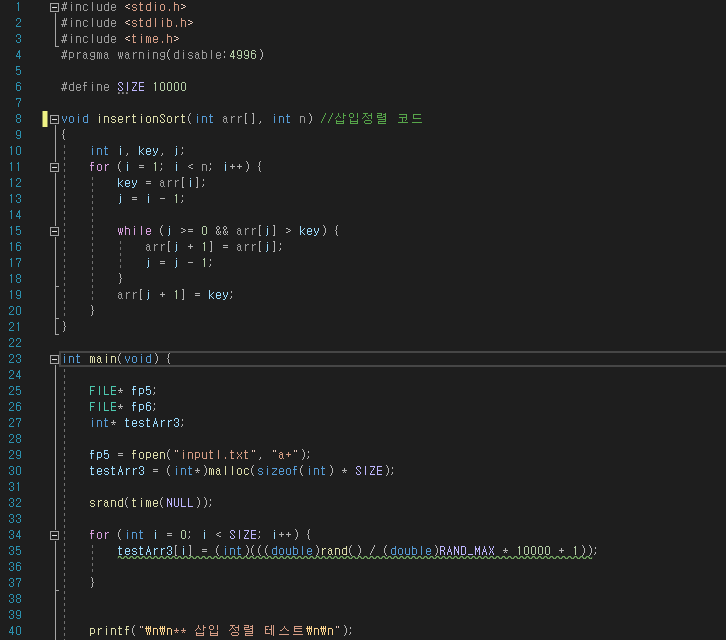 1 #include <stdio.h>
2 #include <stdlib.h>
3 #include <time.h>
4 #pragma warning(disable:4996)
5
6 #define SIZE 10000
7
8 void insertionSort(int arr[], int n) //삽입정렬 코드
9 {
10 int i, key, j;
11 for (i = 1; i < n; i++) {
12 key = arr[i];
13 j = i - 1;
14
15 while (j >= 0 && arr[j] > key) {
16 arr[j + 1] = arr[j];
17 j = j - 1;
18 }
19 arr[j + 1] = key;
20 }
21 }
22
23 int main(void) {
24
25 FILE* fp5;
26 FILE* fp6;
27 int* testArr3;
28
29 fp5 = fopen("input1.txt", "a+");
30 testArr3 = (int*)malloc(sizeof(int) * SIZE);
31
32 srand(time(NULL));
33
34 for (int i = 0; i < SIZE; i++) {
35 testArr3[i] = (int)(((double)rand() / (double)RAND_MAX * 10000 + 1));
36
37 }
38
39
40 printf("₩n₩n** 삽입 정렬 테스트₩n₩n");